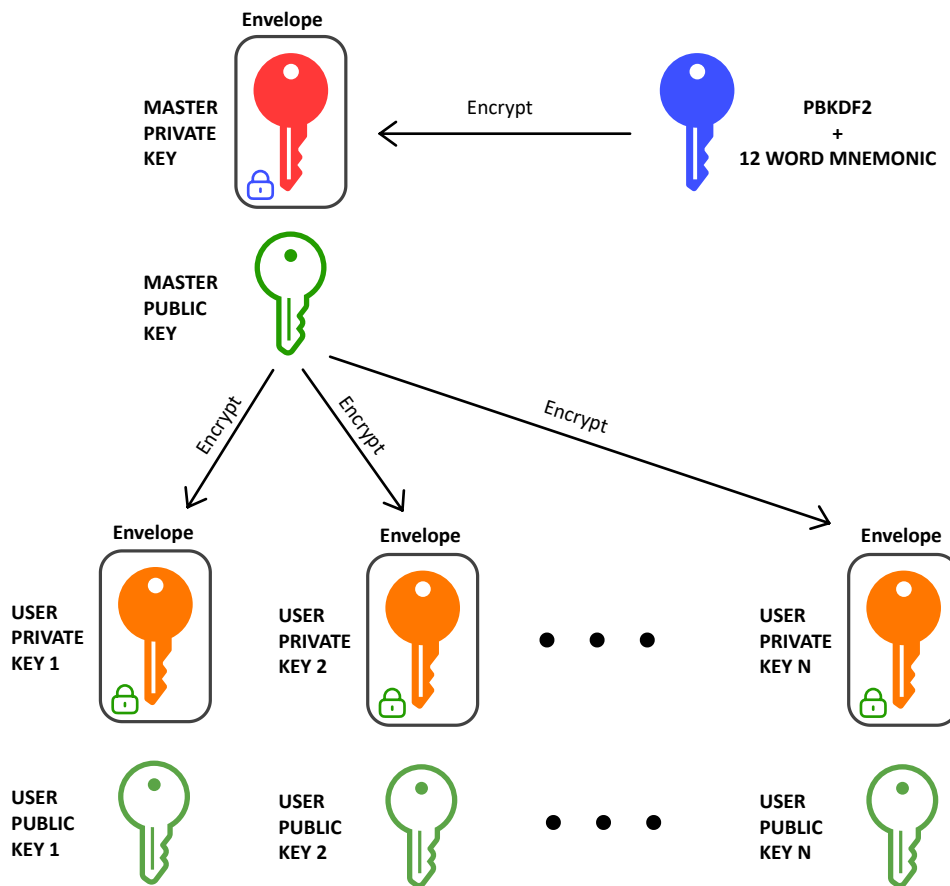 Envelope
MASTER
PRIVATE
KEY
Encrypt
PBKDF2
+
12 WORD MNEMONIC
MASTER
PUBLIC
KEY
Encrypt
Encrypt
Encrypt
Envelope
Envelope
Envelope
USER
PRIVATE
KEY 1
USER
PRIVATE
KEY 2
USER
PRIVATE
KEY N
USER
PUBLIC
KEY 1
USER
PUBLIC
KEY 2
USER
PUBLIC
KEY N